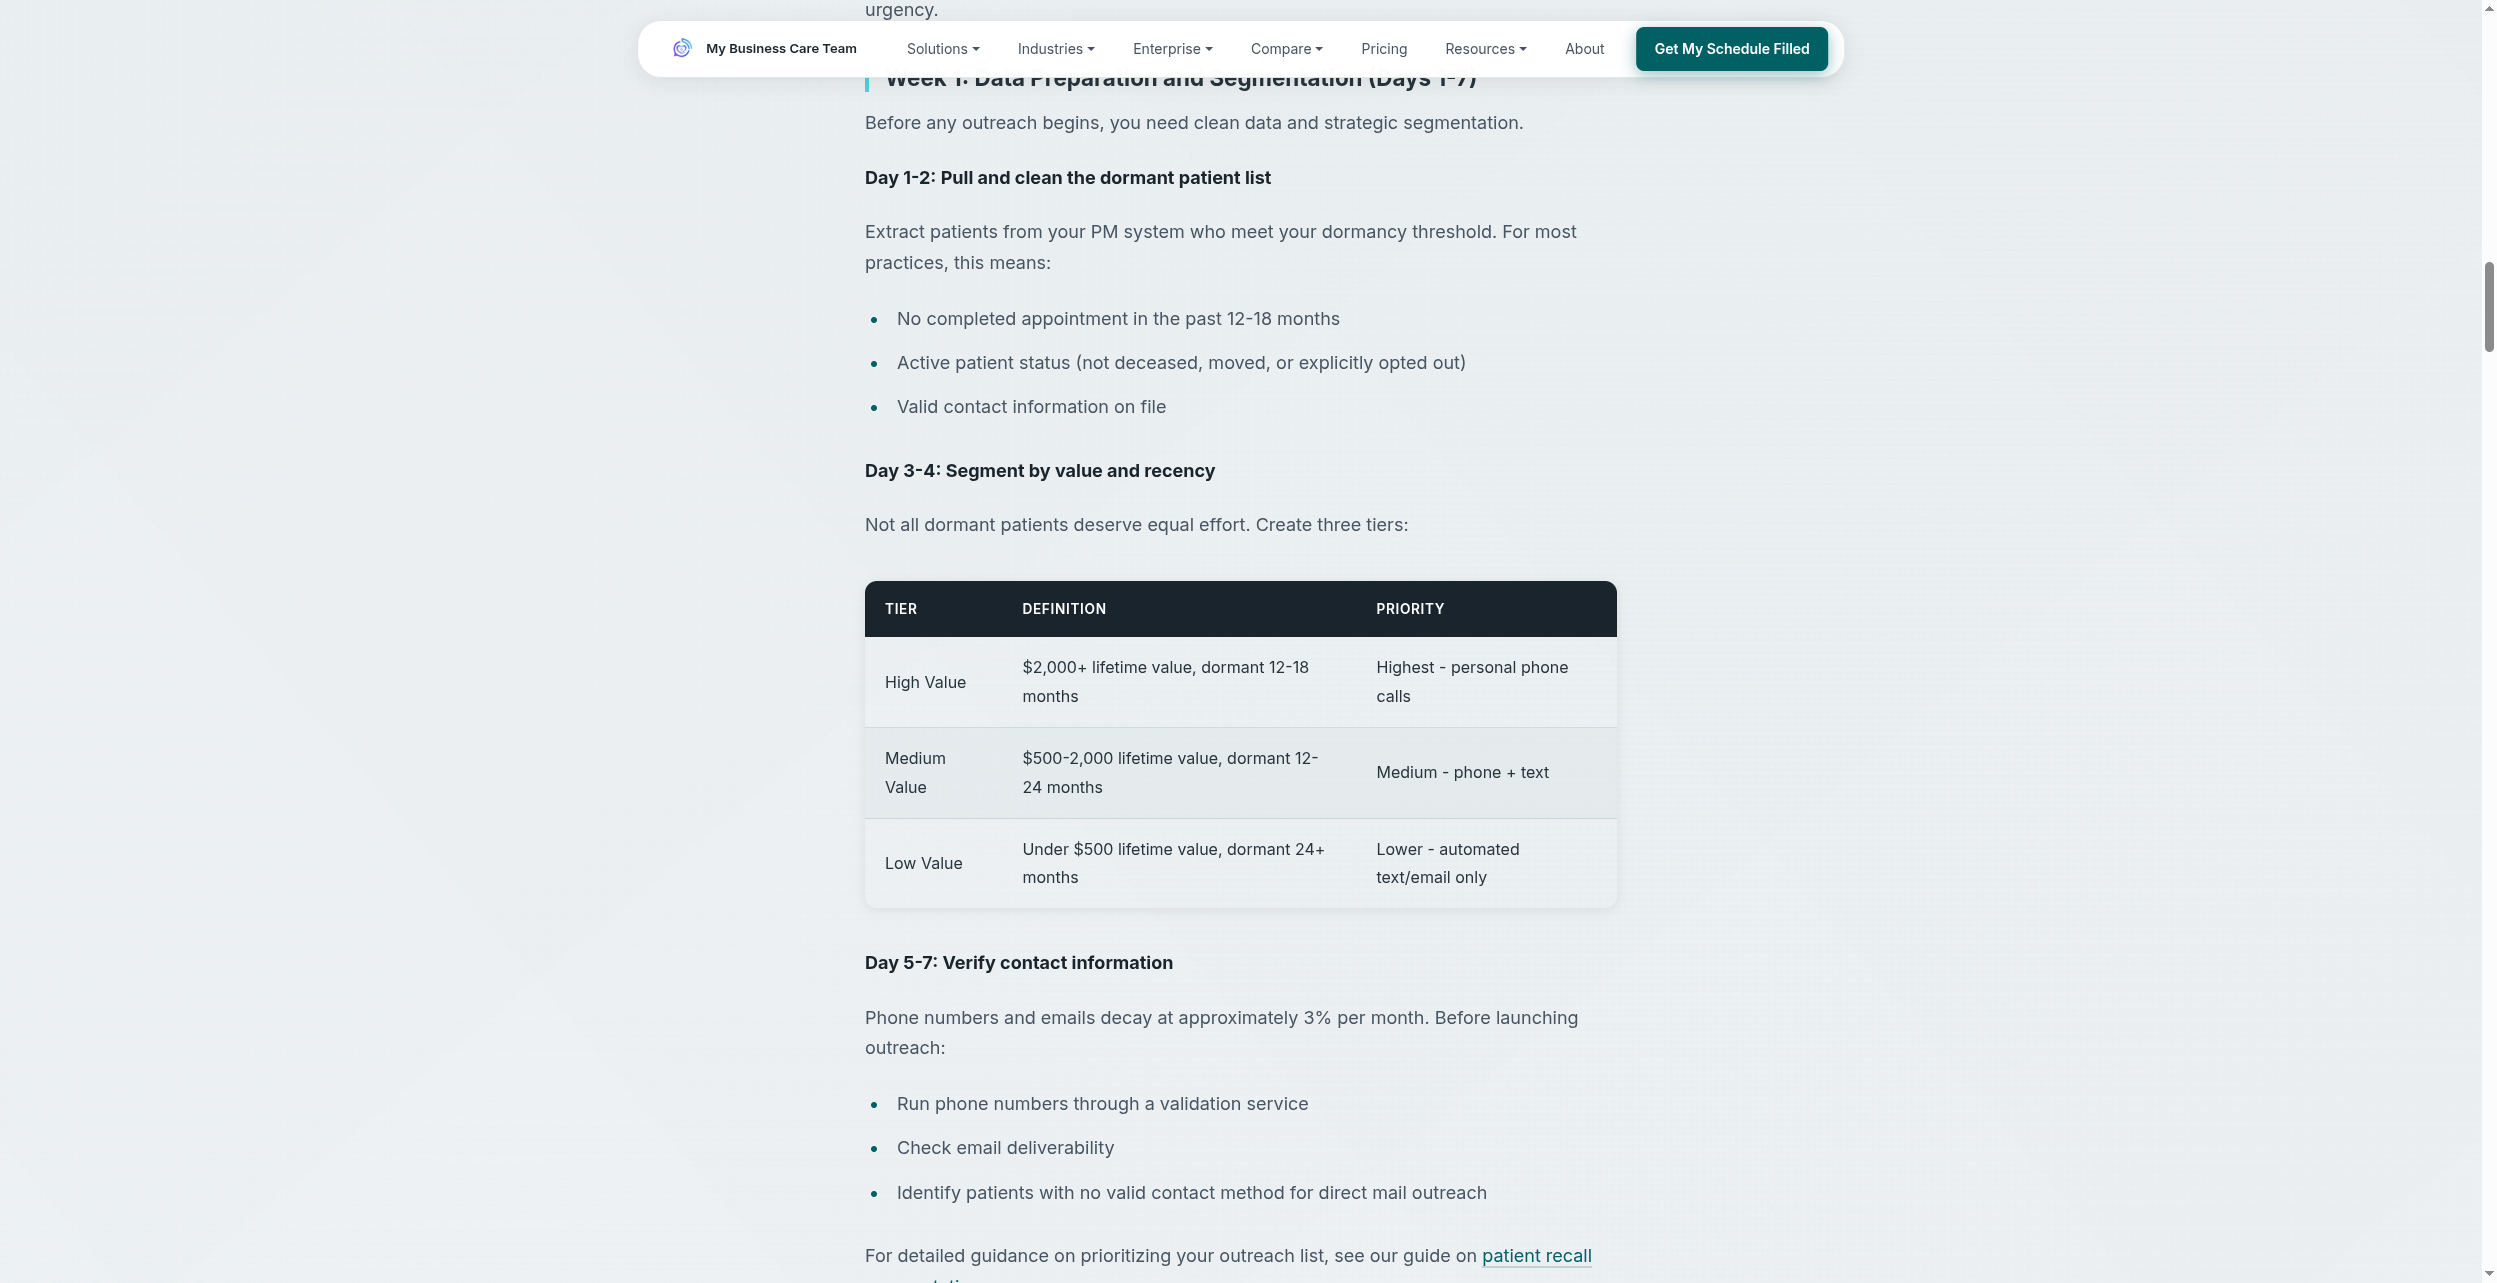 urgency.
My Business Care Team
Solutions
Industries
Enterprise
Compare
Pricing
Resources
About
Get My Schedule Filled
Week 1: Data Preparation and Segmentation (Days 1-7)
Before any outreach begins, you need clean data and strategic segmentation.
Day 1-2: Pull and clean the dormant patient list
Extract patients from your PM system who meet your dormancy threshold. For most
practices, this means:
No completed appointment in the past 12-18 months
Active patient status (not deceased, moved, or explicitly opted out)
Valid contact information on file
Day 3-4: Segment by value and recency
Not all dormant patients deserve equal effort. Create three tiers:
TIER DEFINITION PRIORITY
High Value
$2,000+ lifetime value, dormant 12-18
months
Highest - personal phone
calls
Medium
Value
$500-2,000 lifetime value, dormant 12-
24 months
Medium - phone + text
Low Value
Under $500 lifetime value, dormant 24+
months
Lower - automated
text/email only
Day 5-7: Verify contact information
Phone numbers and emails decay at approximately 3% per month. Before launching
outreach:
Run phone numbers through a validation service
Check email deliverability
Identify patients with no valid contact method for direct mail outreach
For detailed guidance on prioritizing your outreach list, see our guide on patient recall